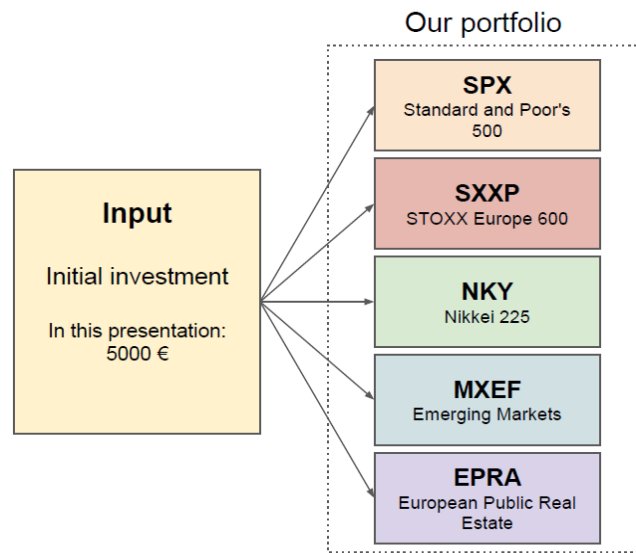 Our portfolio
Input
Initial investment
In this presentation:
5000 €
SPX
Standard and Poor's
500
SXXP
STOXX Europe 600
NKY
Nikkei 225
MXEF
Emerging Markets
EPRA
European Public Real
Estate